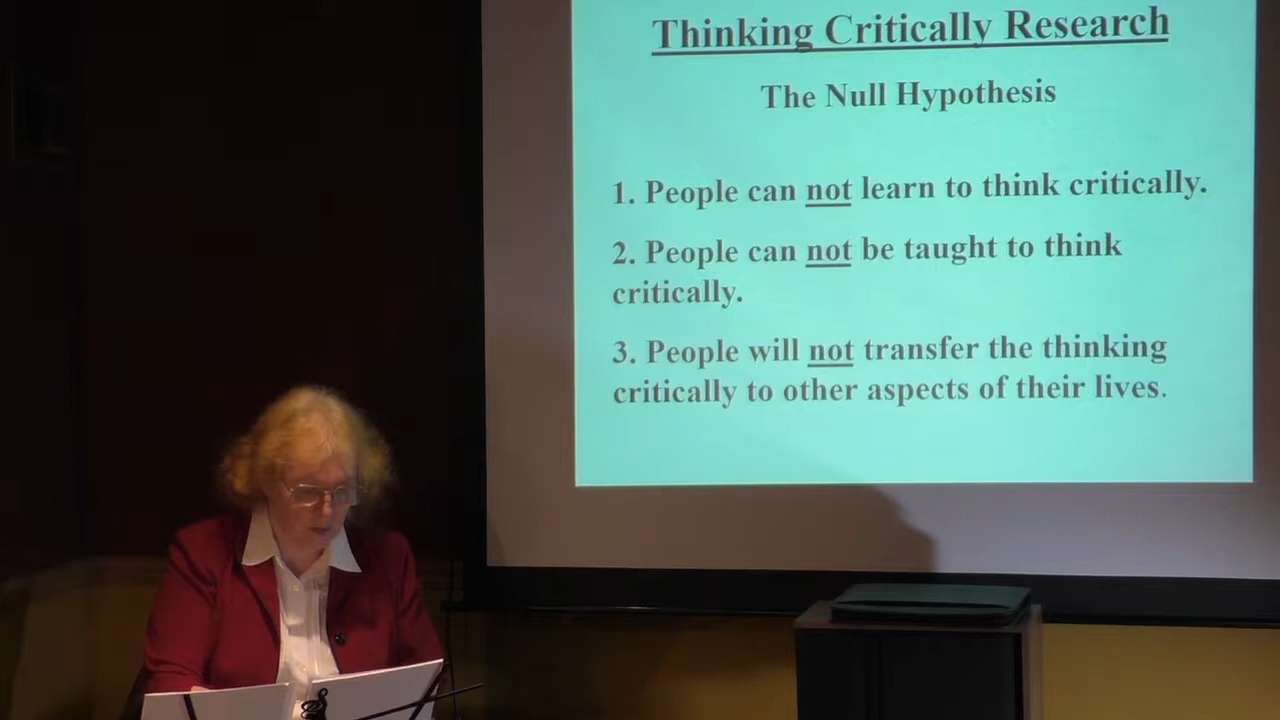 Thinking Critically Research
The Null Hypothesis
1. People can not learn to think critically.
2. People can not be taught to think
critically.
3. People will not transfer the thinking
critically to other aspects of their lives.